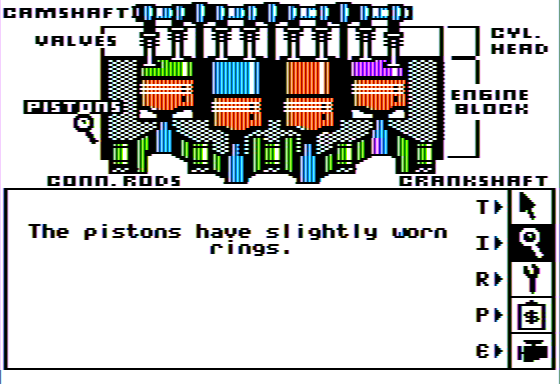 CAMSHAFT
VALVES
CYL.
HEAD
PISTONS
ENGINE
BLOCK
CONN. RODS
CRANKSHAFT
The pistons have slightly worn
rings.
T
I
R
P
$
E